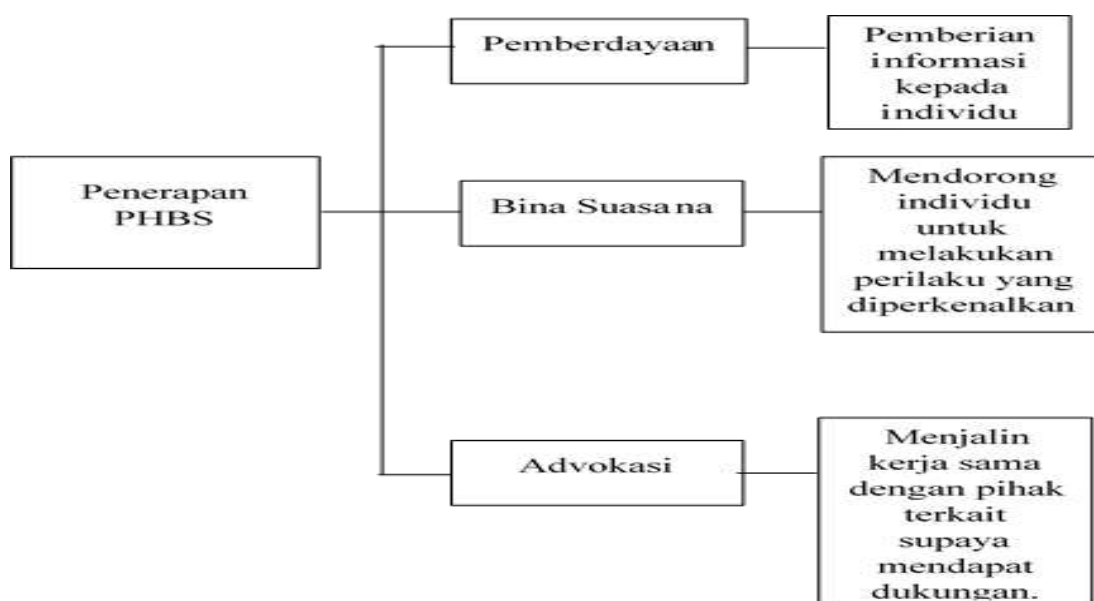 Pemberdayaan
Pemberian
informasi
kepada
individu
Penerapan
PHBS
Bina Suasana
Mendorong
individu
untuk
melakukan
perilaku yang
diperkenalkan
Advokasi
Menjalin
kerja sama
dengan pihak
terkait
supaya
mendapat
dukungan.